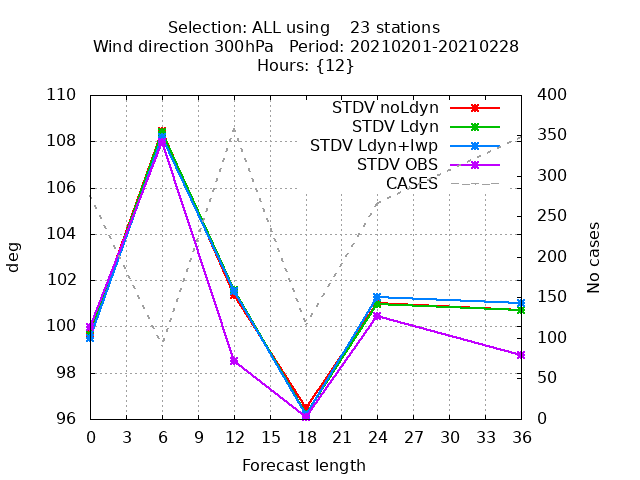 Selection: ALL using 23 stations
Wind direction 300hPa Period: 20210201-20210228
Hours: {12}
110
108
106
104
102
100
98
96
deg
400
350
300
250
200
150
100
50
0
No cases
STDV noLdyn
STDV Ldyn
STDV Ldyn+lwp
STDV OBS
CASES
0 3 6 9 12 15 18 21 24 27 30 33 36
Forecast length